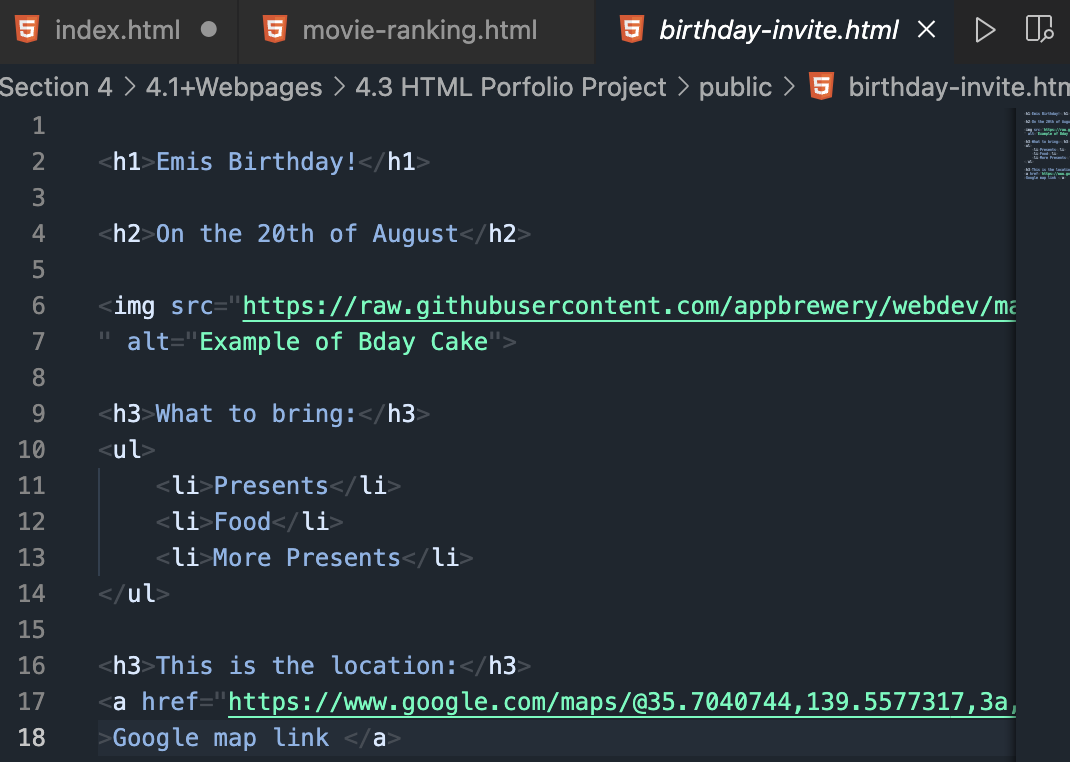 index.html
movie-ranking.html
birthday-invite.html
Section 4 > 4.1+Webpages > 4.3 HTML Porfolio Project > public > birthday-invite.htm
1
2 <h1>Emis Birthday!</h1>
3
4 <h2>On the 20th of August</h2>
5
6 <img src="https://raw.githubusercontent.com/appbrewery/webdev/ma
7 " alt="Example of Bday Cake">
8
9 <h3>What to bring:</h3>
10 <ul>
11 <li>Presents</li>
12 <li>Food</li>
13 <li>More Presents</li>
14 </ul>
15
16 <h3>This is the location:</h3>
17 <a href="https://www.google.com/maps/@35.7040744,139.5577317,3a,
18 >Google map link </a>